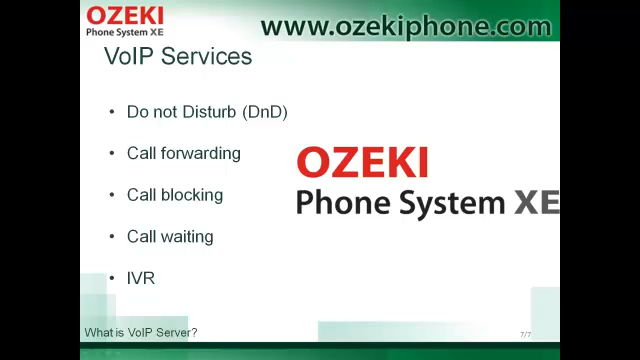 OZEKI
Phone System XE
www.ozekiphone.com
VoIP Services
• Do not Disturb (DnD)
• Call forwarding
• Call blocking
• Call waiting
• IVR
OZEKI
Phone System XE
What is VoIP Server?
7/7